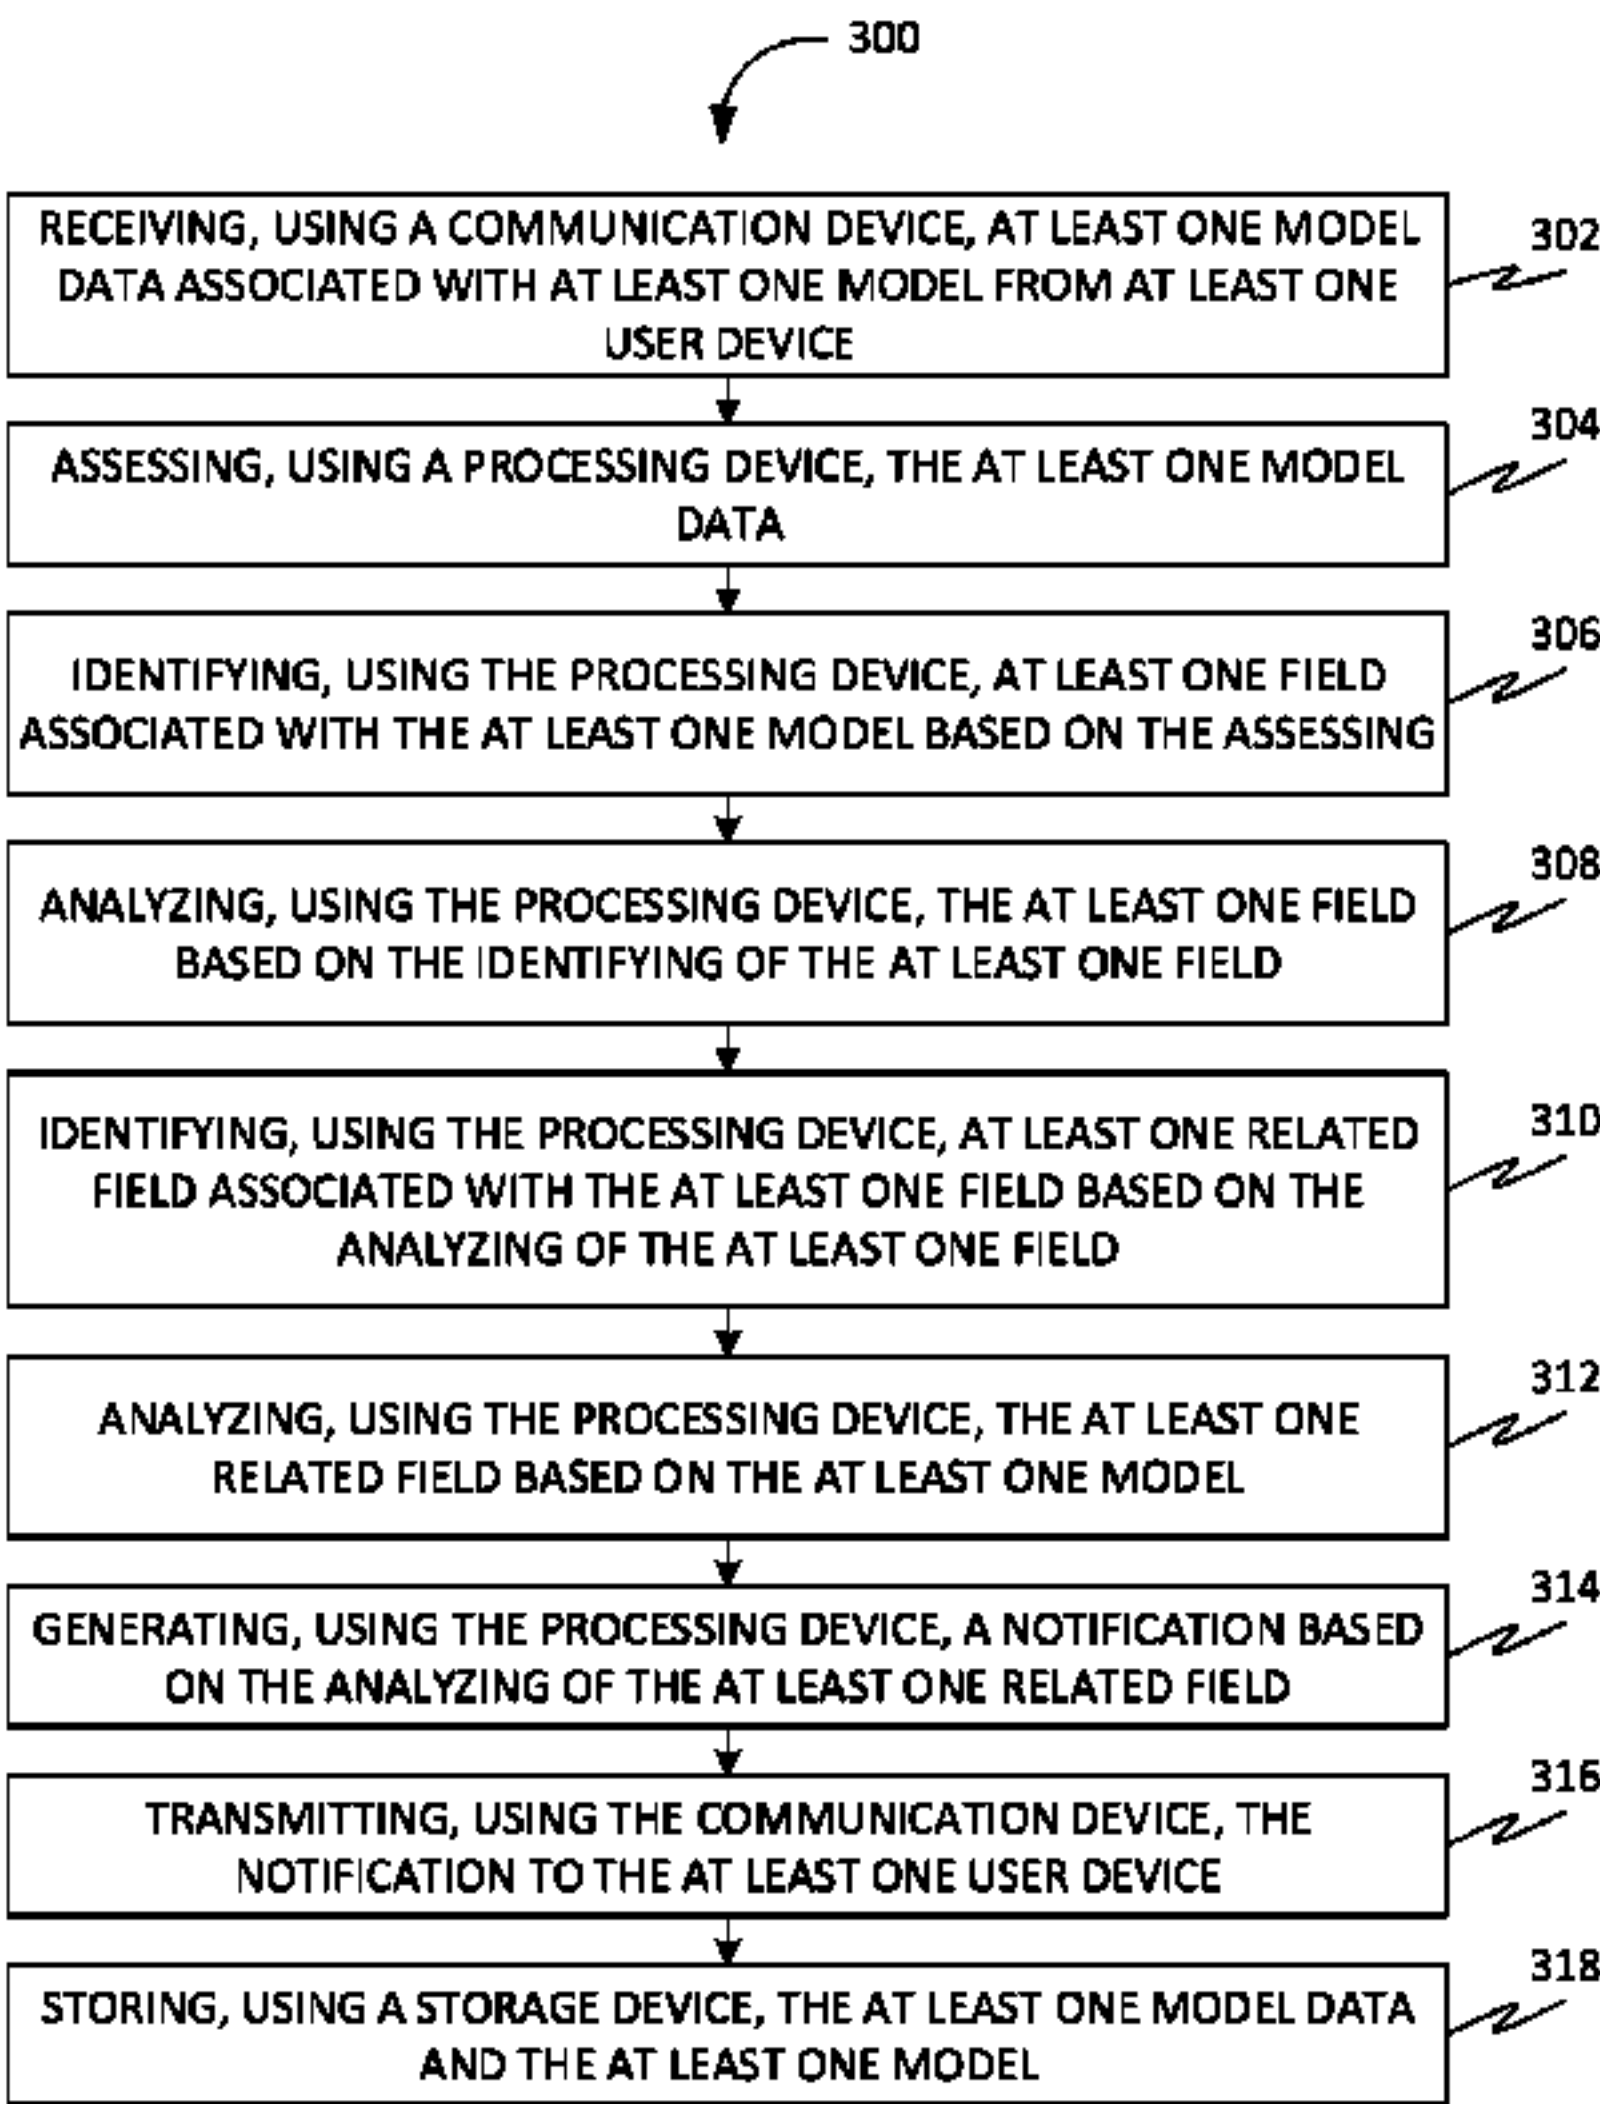 300
RECEIVING, USING A COMMUNICATION DEVICE, AT LEAST ONE MODEL
DATA ASSOCIATED WITH AT LEAST ONE MODEL FROM AT LEAST ONE
USER DEVICE
302
ASSESSING, USING A PROCESSING DEVICE, THE AT LEAST ONE MODEL
DATA
304
IDENTIFYING, USING THE PROCESSING DEVICE, AT LEAST ONE FIELD
ASSOCIATED WITH THE AT LEAST ONE MODEL BASED ON THE ASSESSING
306
ANALYZING, USING THE PROCESSING DEVICE, THE AT LEAST ONE FIELD
BASED ON THE IDENTIFYING OF THE AT LEAST ONE FIELD
308
IDENTIFYING, USING THE PROCESSING DEVICE, AT LEAST ONE RELATED
FIELD ASSOCIATED WITH THE AT LEAST ONE FIELD BASED ON THE
ANALYZING OF THE AT LEAST ONE FIELD
310
ANALYZING, USING THE PROCESSING DEVICE, THE AT LEAST ONE
RELATED FIELD BASED ON THE AT LEAST ONE MODEL
312
GENERATING, USING THE PROCESSING DEVICE, A NOTIFICATION BASED
ON THE ANALYZING OF THE AT LEAST ONE RELATED FIELD
314
TRANSMITTING, USING THE COMMUNICATION DEVICE, THE
NOTIFICATION TO THE AT LEAST ONE USER DEVICE
316
STORING, USING A STORAGE DEVICE, THE AT LEAST ONE MODEL DATA
AND THE AT LEAST ONE MODEL
318